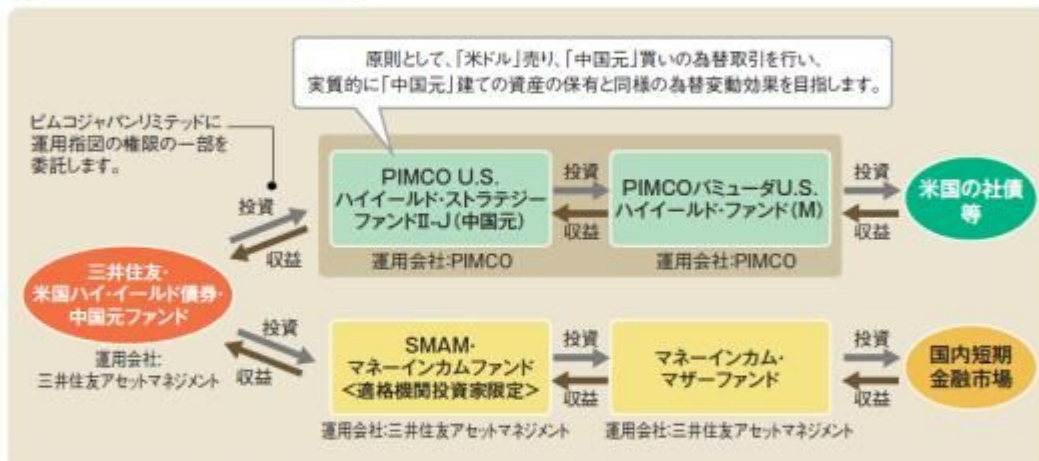 原則として、「米ドル」売り、「中国元」買いの為替取引を行い、
実質的に「中国元」建ての資産の保有と同様の為替変動効果を目指します。
ピムコジャパンリミテッドに
運用指図の権限の一部を
委託します。
投資
収益
PIMCO U.S.
ハイイールド・ストラテジー
ファンドII-J(中国元)
運用会社:PIMCO
投資
収益
PIMCOバミューダU.S.
ハイイールド・ファンド(M)
運用会社:PIMCO
投資
収益
米国の社債
等
三井住友・
米国ハイ・イールド債券・
中国元ファンド
運用会社:
三井住友アセットマネジメント
投資
収益
SMAM・
マネーインカムファンド
<適格機関投資家限定>
運用会社:三井住友アセットマネジメント
投資
収益
マネーインカム・
マザーファンド
運用会社:三井住友アセットマネジメント
投資
収益
国内短期
金融市場